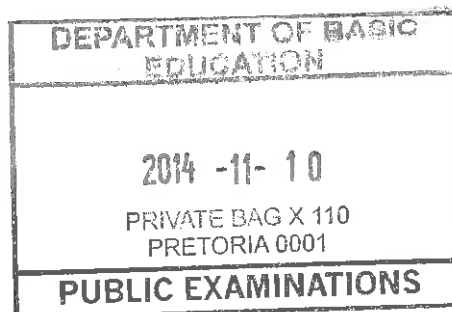 DEPARTMENT OF BASIC
EDUCATION
2014 -11- 10
PRIVATE BAG X 110
PRETORIA 0001
PUBLIC EXAMINATIONS